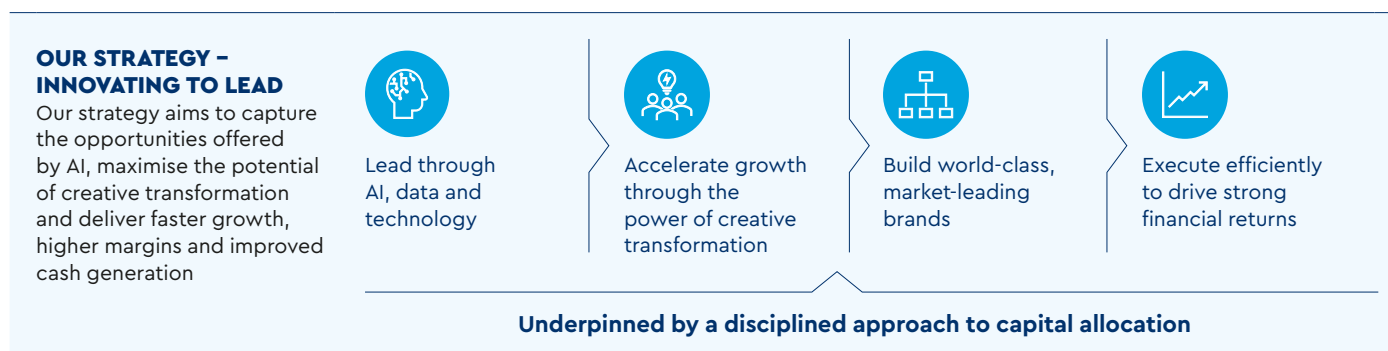 OUR STRATEGY –
INNOVATING TO LEAD
Our strategy aims to capture
the opportunities offered
by AI, maximise the potential
of creative transformation
and deliver faster growth,
higher margins and improved
cash generation
Lead through
AI, data and
technology
Accelerate growth
through the
power of creative
transformation
Build world-class,
market-leading
brands
Execute efficiently
to drive strong
financial returns
Underpinned by a disciplined approach to capital allocation